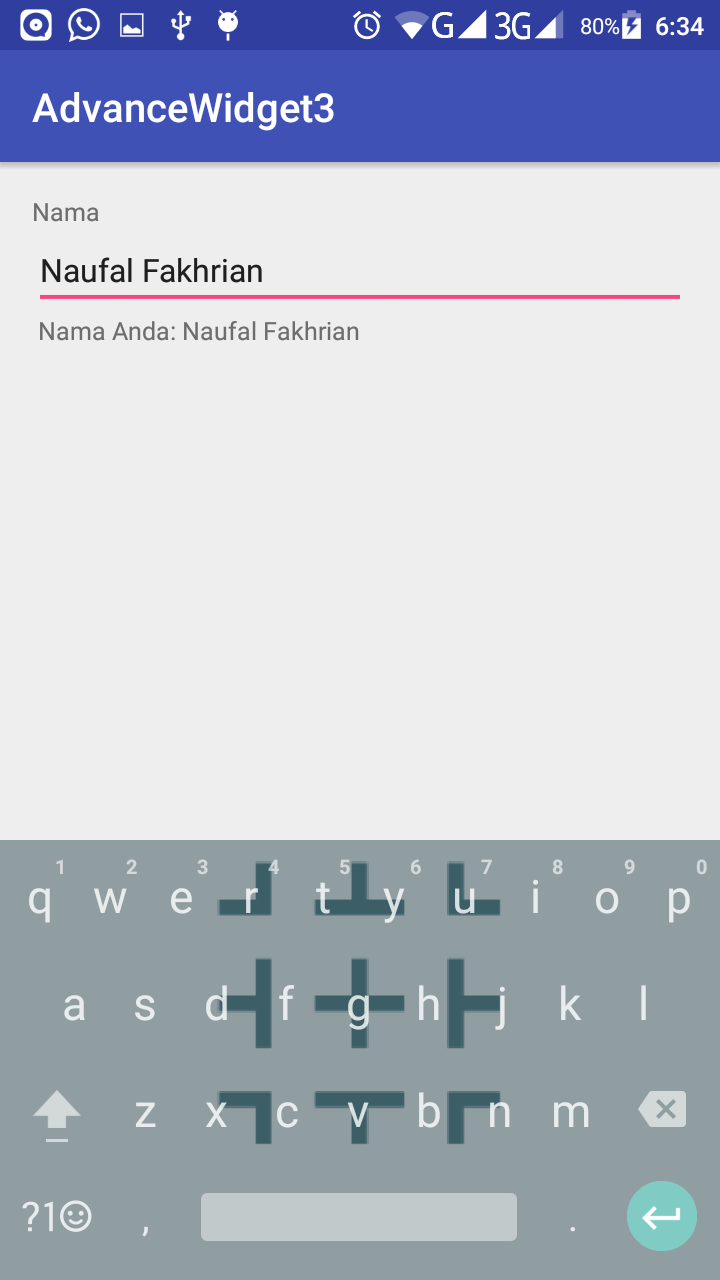 G 3G 80% 6:34
AdvanceWidget3
Nama
Naufal Fakhrian
Nama Anda: Naufal Fakhrian
1 2 3 4 5 6 7 8 9 0
q w e r t y u i o p
a s d f g h j k l
z x c v b n m
?1 , .